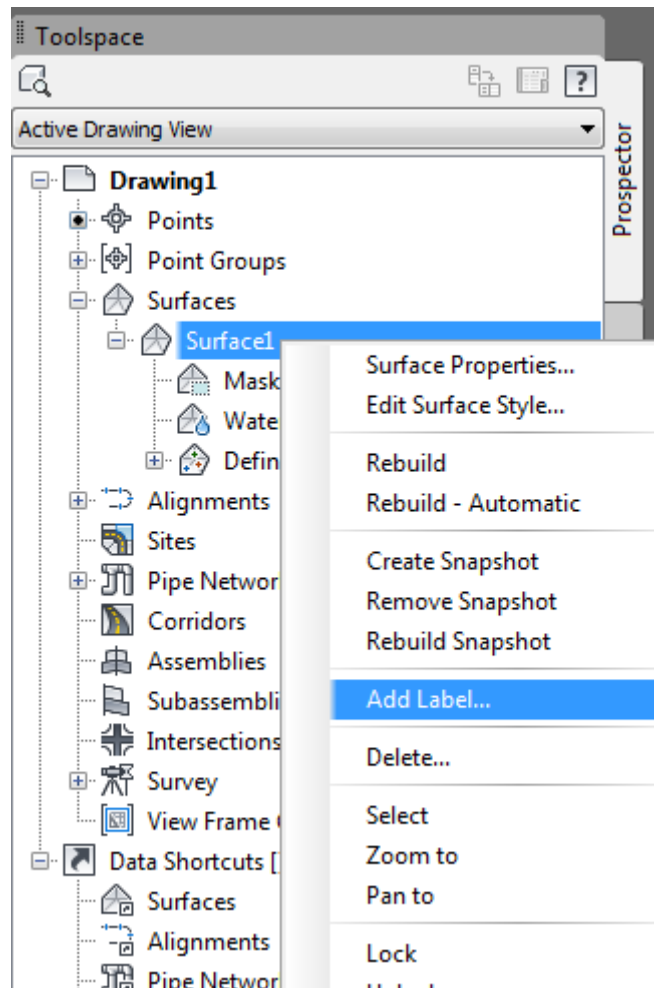 Toolspace
?
Active Drawing View
Prospector
Drawing1
Points
Point Groups
Surfaces
Surface1
Mask
Wate
Defin
Alignments
Sites
Pipe Networ
Corridors
Assemblies
Subassembli
Intersections
Survey
View Frame
Data Shortcuts [
Surfaces
Alignments
Pipe Networ
Surface Properties...
Edit Surface Style...
Rebuild
Rebuild - Automatic
Create Snapshot
Remove Snapshot
Rebuild Snapshot
Add Label...
Delete...
Select
Zoom to
Pan to
Lock